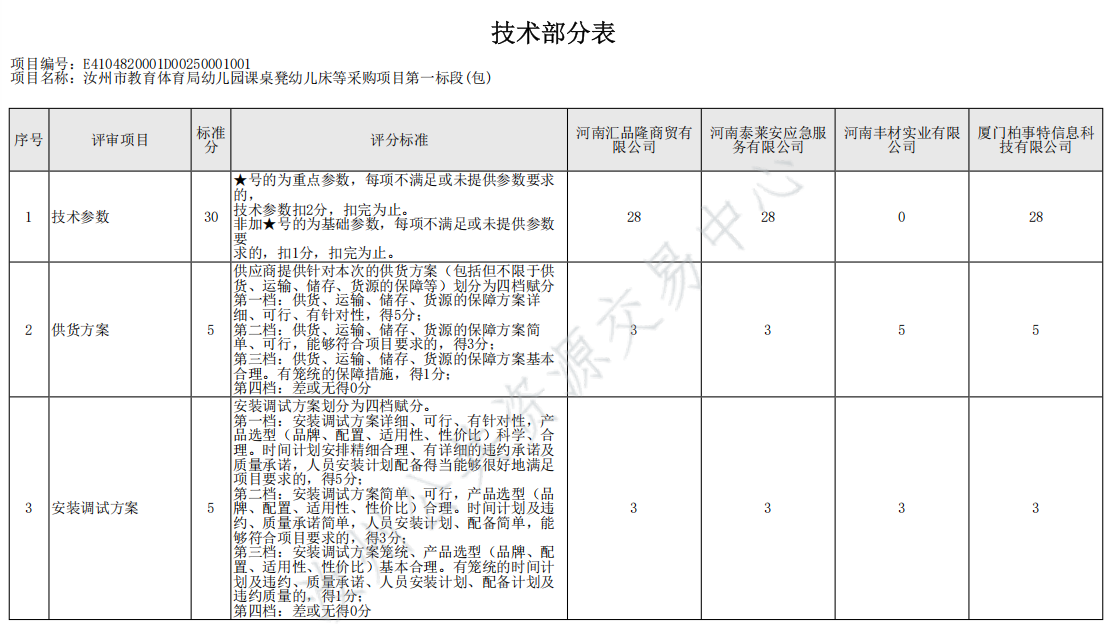 技术部分表
项目编号：E4104820001D00250001001
项目名称：汝州市教育体育局幼儿园课桌凳幼儿床等采购项目第一标段(包)
序号
评审项目
标准
分
评分标准
河南汇品隆商贸有
限公司
河南泰莱安应急服
务有限公司
河南丰材实业有限
公司
厦门柏事特信息科
技有限公司
1
技术参数
30
★号的为重点参数，每项不满足或未提供参数要求
的，
技术参数扣2分，扣完为止。
非加★号的为基础参数，每项不满足或未提供参数
要
求的，扣1分，扣完为止。
28
28
0
28
2
供货方案
5
供应商提供针对本次的供货方案（包括但不限于供
货、运输、储存、货源的保障等）划分为四档赋分
第一档：供货、运输、储存、货源的保障方案详
细、可行、有针对性，得5分；
第二档：供货、运输、储存、货源的保障方案简
单、可行，能够符合项目要求的，得3分；
第三档：供货、运输、储存、货源的保障方案基本
合理。有笼统的保障措施，得1分；
第四档：差或无得0分
3
3
5
5
3
安装调试方案
5
安装调试方案划分为四档赋分。
第一档：安装调试方案详细、可行、有针对性，产
品选型（品牌、配置、适用性、性价比）科学、合
理。时间计划安排精细合理、有详细的违约承诺及
质量承诺，人员安装计划配备得当能够很好地满足
项目要求的，得5分；
第二档：安装调试方案简单、可行，产品选型（品
牌、配置、适用性、性价比）合理。时间计划及违
约、质量承诺简单，人员安装计划、配备简单，能
够符合项目要求的，得3分；
第三档：安装调试方案笼统、产品选型（品牌、配
置、适用性、性价比）基本合理。有笼统的时间计
划及违约、质量承诺、人员安装计划、配备计划及
违约质量的，得1分；
第四档：差或无得0分
3
3
3
3
汝州公共资源交易中心